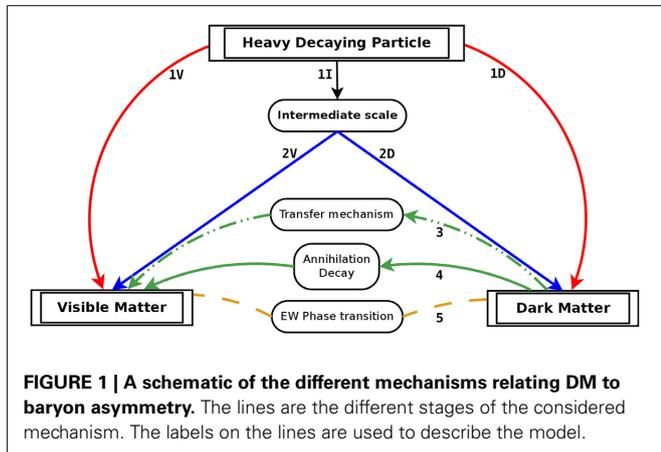 Heavy Decaying Particle
1V
1I
1D
Intermediate scale
2V
2D
Transfer mechanism
3
Annihilation
Decay
4
Visible Matter
Dark Matter
EW Phase transition
5
FIGURE 1 | A schematic of the different mechanisms relating DM to
baryon asymmetry. The lines are the different stages of the considered
mechanism. The labels on the lines are used to describe the model.